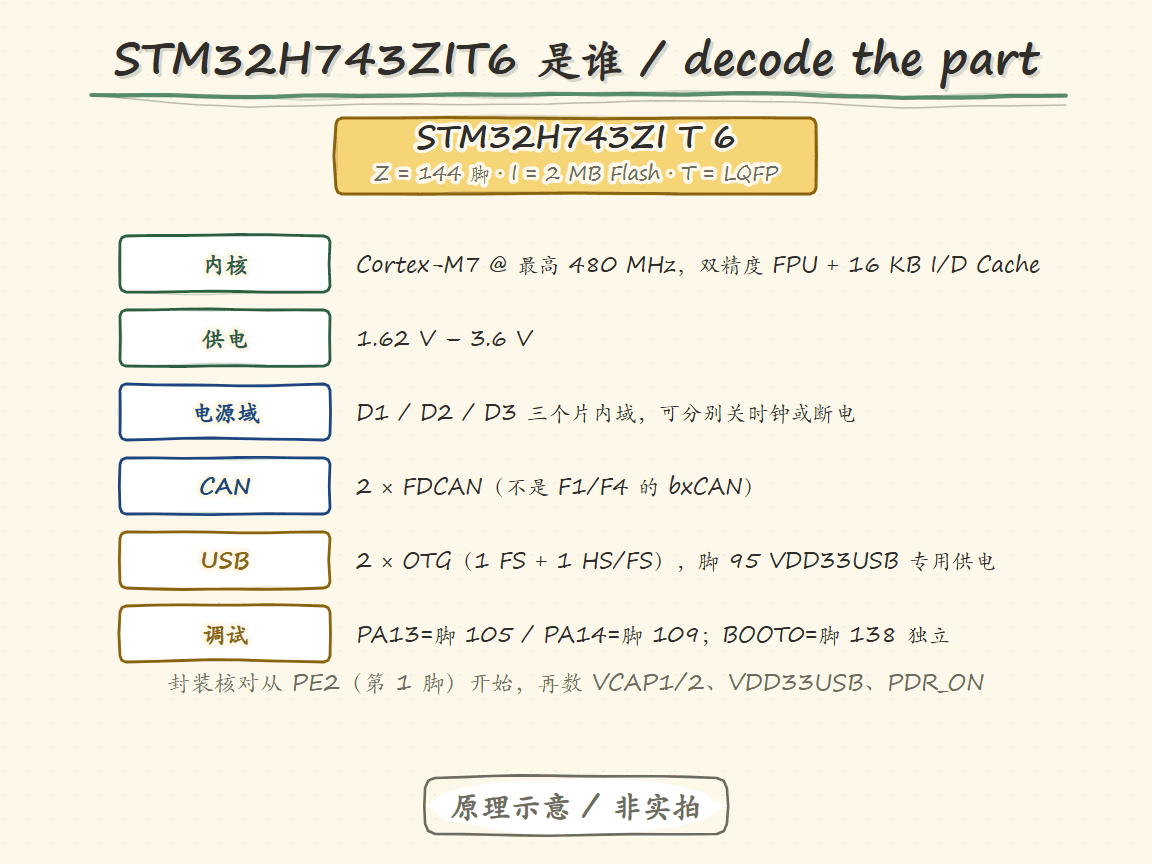 STM32H743ZIT6 是谁 / decode the part
STM32H743ZI T 6
Z = 144 脚 · I = 2 MB Flash · T = LQFP
内核
Cortex-M7 @ 最高 480 MHz，双精度 FPU + 16 KB I/D Cache
供电
1.62 V – 3.6 V
电源域
D1 / D2 / D3 三个片内域，可分别关时钟或断电
CAN
2 × FDCAN（不是 F1/F4 的 bxCAN）
USB
2 × OTG（1 FS + 1 HS/FS），脚 95 VDD33USB 专用供电
调试
PA13=脚 105 / PA14=脚 109；BOOT0=脚 138 独立
封装核对从 PE2（第 1 脚）开始，再数 VCAP1/2、VDD33USB、PDR_ON
原理示意 / 非实拍